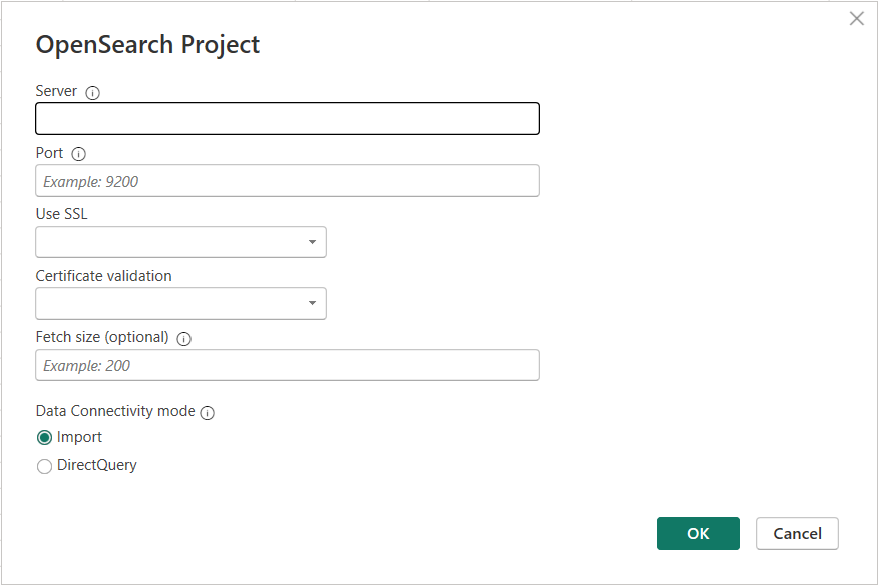 OpenSearch Project
Server
Port
Example: 9200
Use SSL
Certificate validation
Fetch size (optional)
Example: 200
Data Connectivity mode
Import
DirectQuery
OK
Cancel